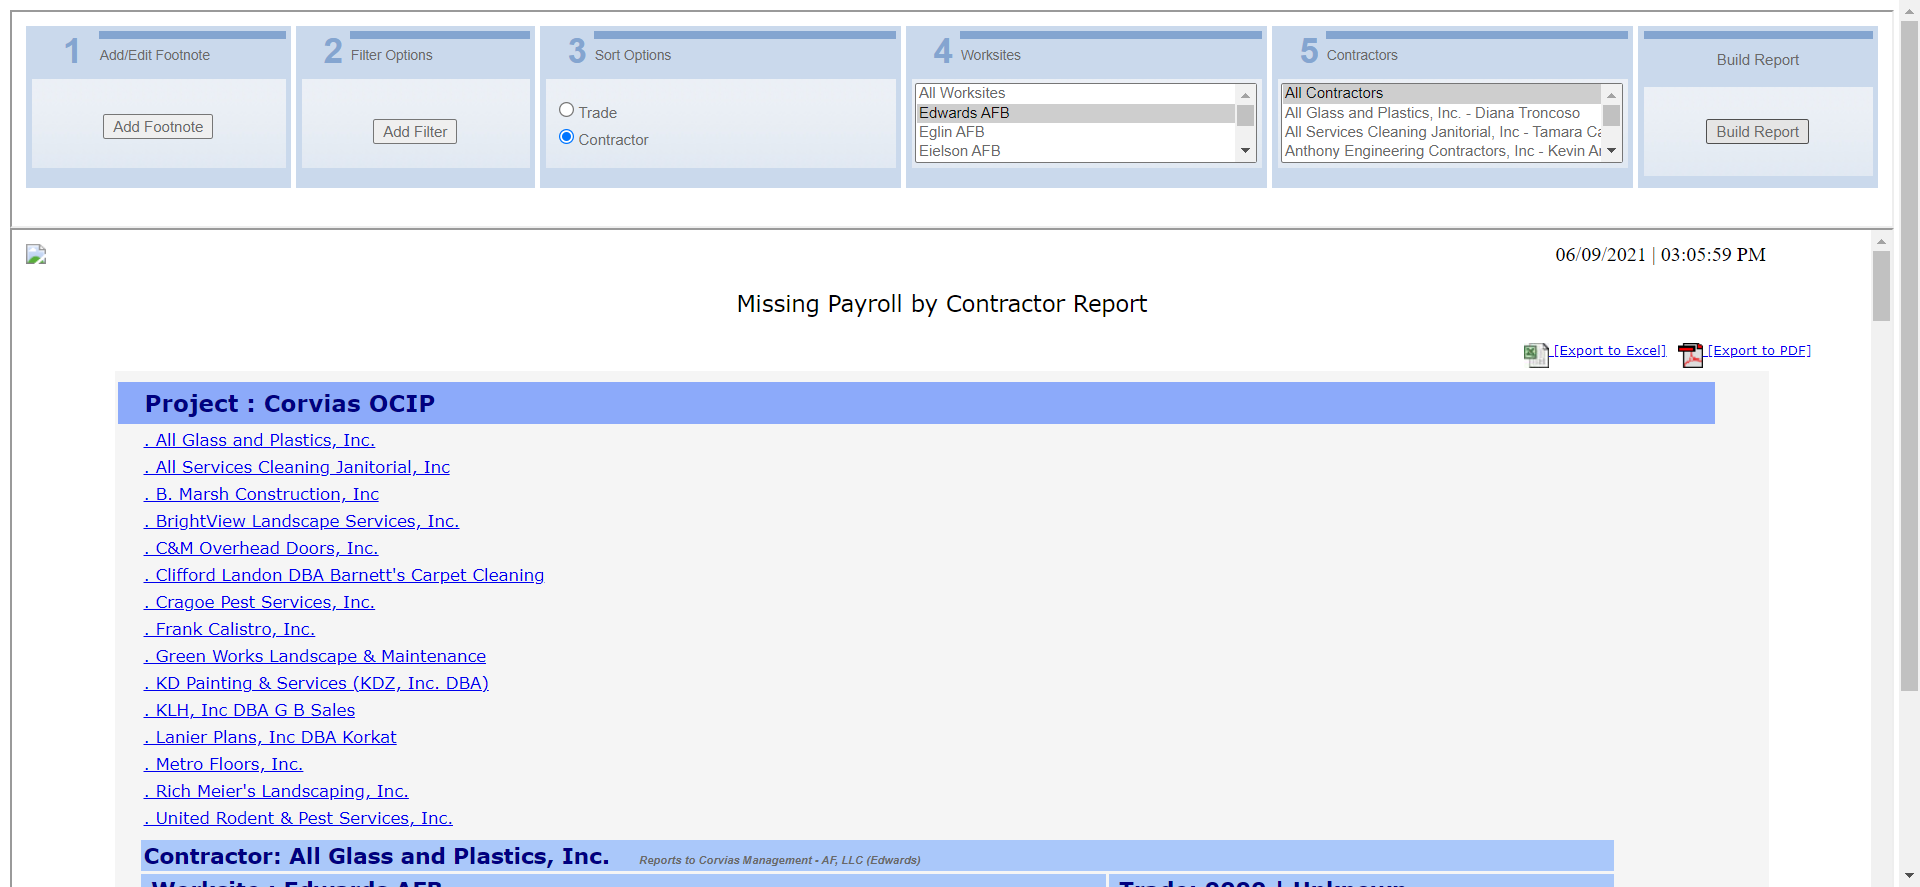 1 Add/Edit Footnote
Add Footnote
2 Filter Options
Add Filter
3 Sort Options
Trade
Contractor
4 Worksites
All Worksites
Edwards AFB
Eglin AFB
Eielson AFB
5 Contractors
All Contractors
All Glass and Plastics, Inc. - Diana Troncoso
All Services Cleaning Janitorial, Inc - Tamara Ca
Anthony Engineering Contractors, Inc - Kevin Ar
Build Report
Build Report
06/09/2021 | 03:05:59 PM
Missing Payroll by Contractor Report
[Export to Excel] [Export to PDF]
Project : Corvias OCIP
. All Glass and Plastics, Inc.
. All Services Cleaning Janitorial, Inc
. B. Marsh Construction, Inc
. BrightView Landscape Services, Inc.
. C&M Overhead Doors, Inc.
. Clifford Landon DBA Barnett's Carpet Cleaning
. Cragoe Pest Services, Inc.
. Frank Calistro, Inc.
. Green Works Landscape & Maintenance
. KD Painting & Services (KDZ, Inc. DBA)
. KLH, Inc DBA G B Sales
. Lanier Plans, Inc DBA Korkat
. Metro Floors, Inc.
. Rich Meier's Landscaping, Inc.
. United Rodent & Pest Services, Inc.
Contractor: All Glass and Plastics, Inc. Reports to Corvias Management - AF, LLC (Edwards)
Worksite : Edwards AFB Trade: 9999 | Unknown